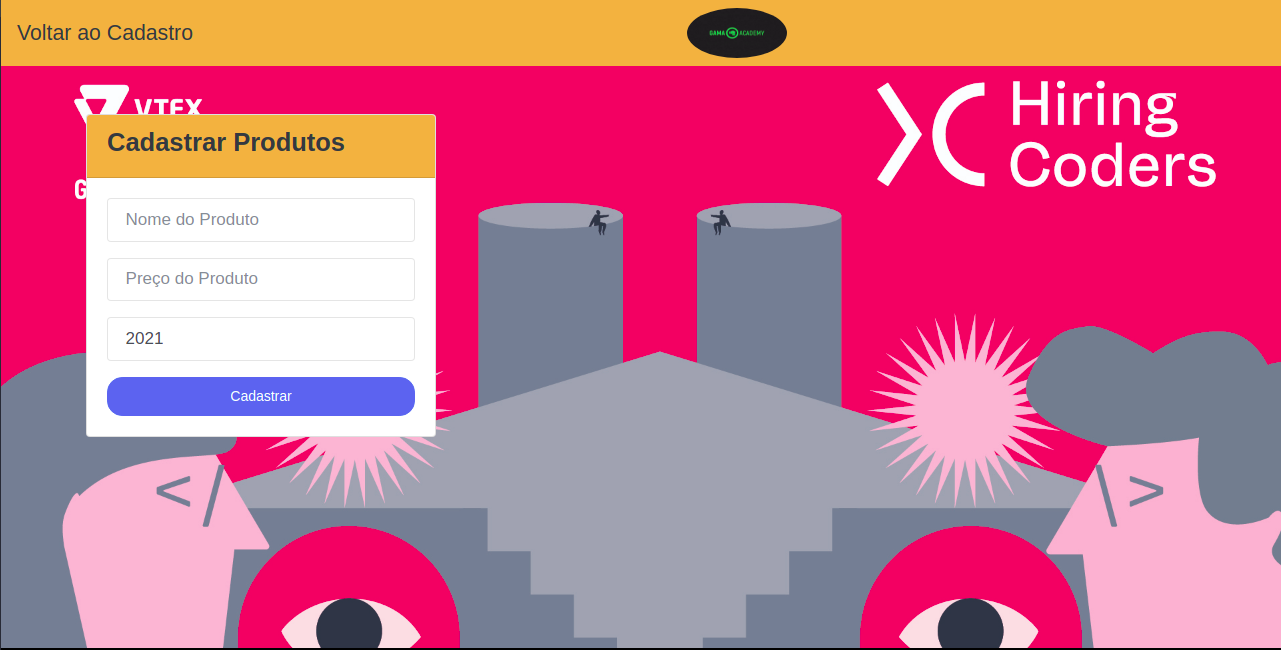 Voltar ao Cadastro
GAMA ACADEMY
VTEX
Hiring
Coders
Cadastrar Produtos
G
Nome do Produto
Preço do Produto
2021
Cadastrar
</ 
\>